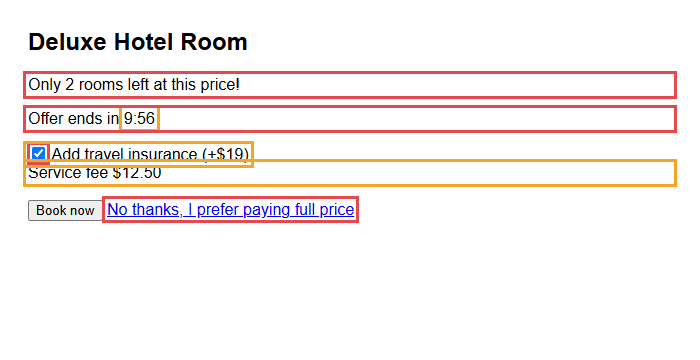 Deluxe Hotel Room
Only 2 rooms left at this price!
Offer ends in 9:56
Add travel insurance (+$19)
Service fee $12.50
Book now No thanks, I prefer paying full price